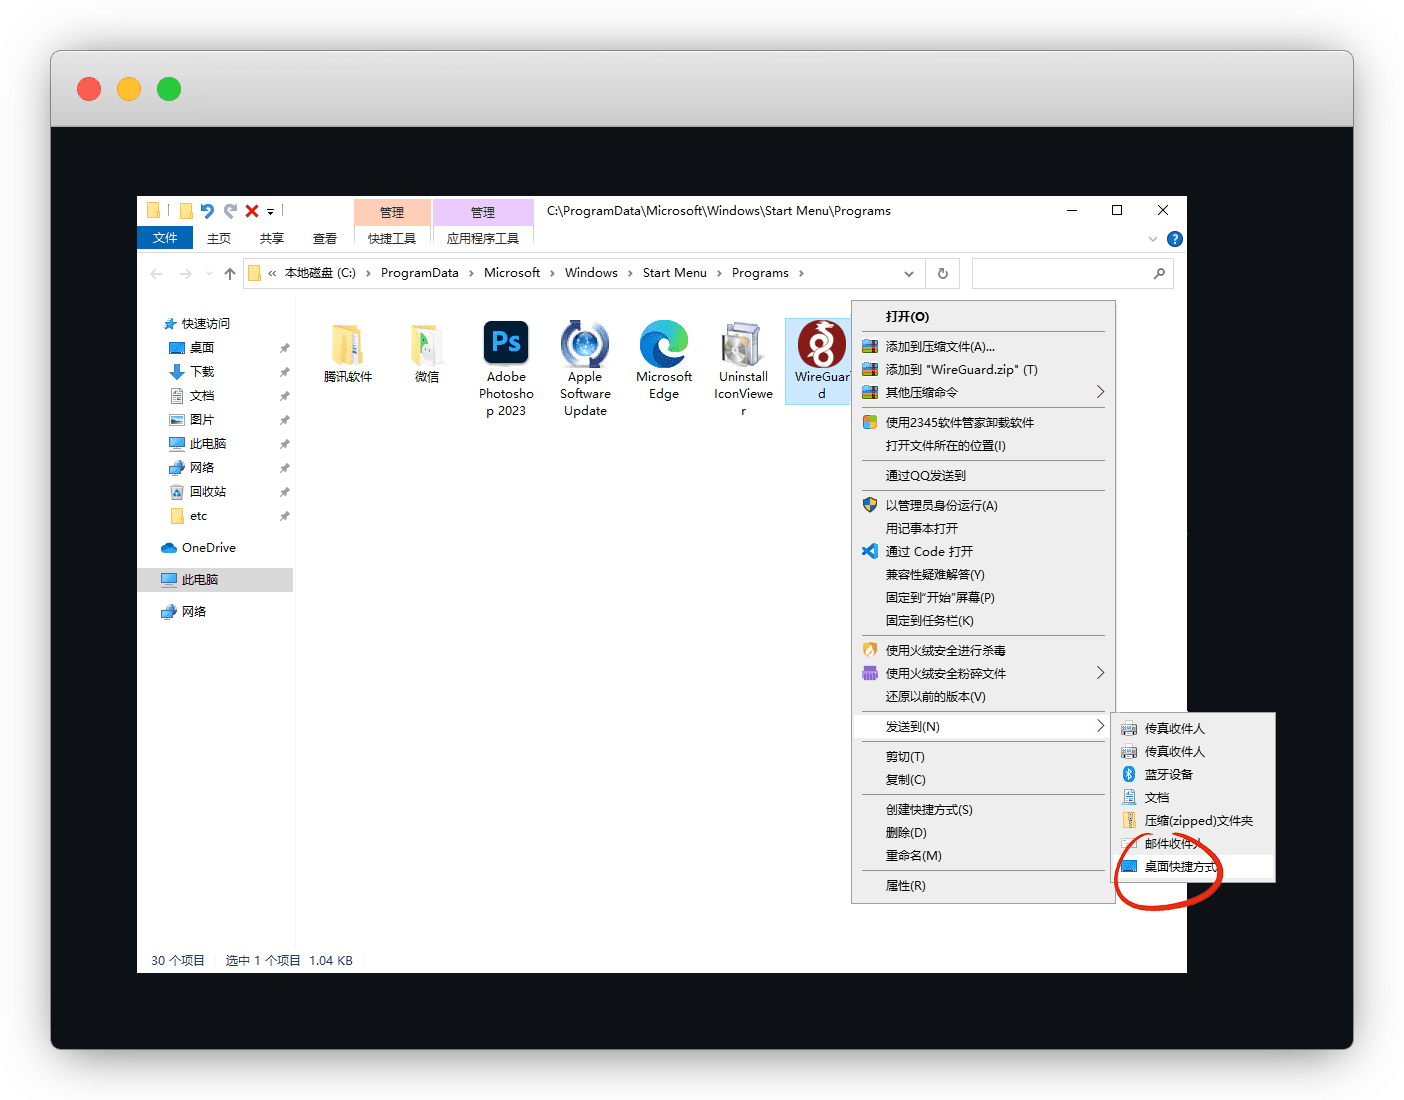 管理
管理
C:\ProgramData\Microsoft\Windows\Start Menu\Programs
文件
主页
共享
查看
快捷工具
应用程序工具
«
本地磁盘 (C:) › ProgramData › Microsoft › Windows › Start Menu › Programs ›
快速访问
桌面
下载
文档
图片
此电脑
网络
回收站
etc
OneDrive
此电脑
网络
腾讯软件
微信
Ps
Adobe
Photosho
p 2023
Apple
Software
Update
Microsoft
Edge
Uninstall
IconViewe
r
WireGuar
d
打开(O)
添加到压缩文件(A)...
添加到 "WireGuard.zip" (T)
其他压缩命令
使用2345软件管家卸载软件
打开文件所在的位置(I)
通过QQ发送到
以管理员身份运行(A)
用记事本打开
通过 Code 打开
兼容性疑难解答(Y)
固定到"开始"屏幕(P)
固定到任务栏(K)
使用火绒安全进行杀毒
使用火绒安全粉碎文件
还原以前的版本(V)
发送到(N)
剪切(T)
复制(C)
创建快捷方式(S)
删除(D)
重命名(M)
属性(R)
传真收件人
传真收件人
蓝牙设备
文档
压缩(zipped)文件夹
邮件收件人
桌面快捷方式
30 个项目
选中 1 个项目 1.04 KB